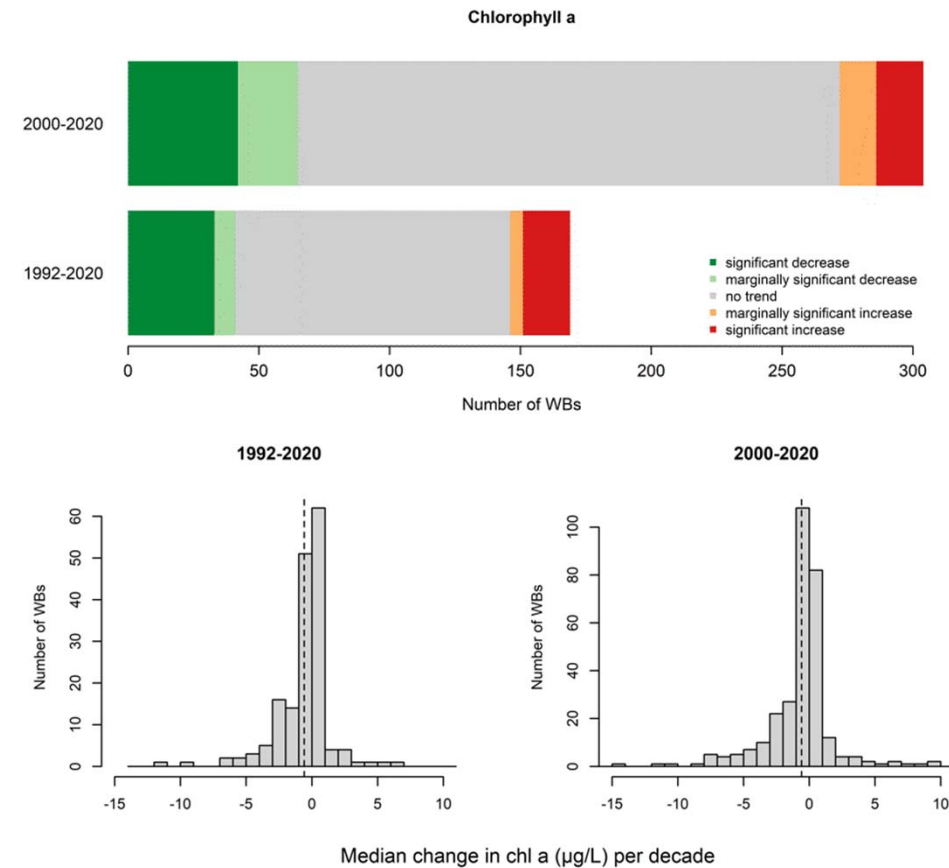 Chlorophyll a
2000-2020
1992-2020
significant decrease
marginally significant decrease
no trend
marginally significant increase
significant increase
0 50 100 150 200 250 300
Number of WBs
1992-2020
Number of WBs
0 10 20 30 40 50 60
-15 -10 -5 0 5 10
2000-2020
Number of WBs
0 20 40 60 80 100
-15 -10 -5 0 5 10
Median change in chl a (µg/L) per decade